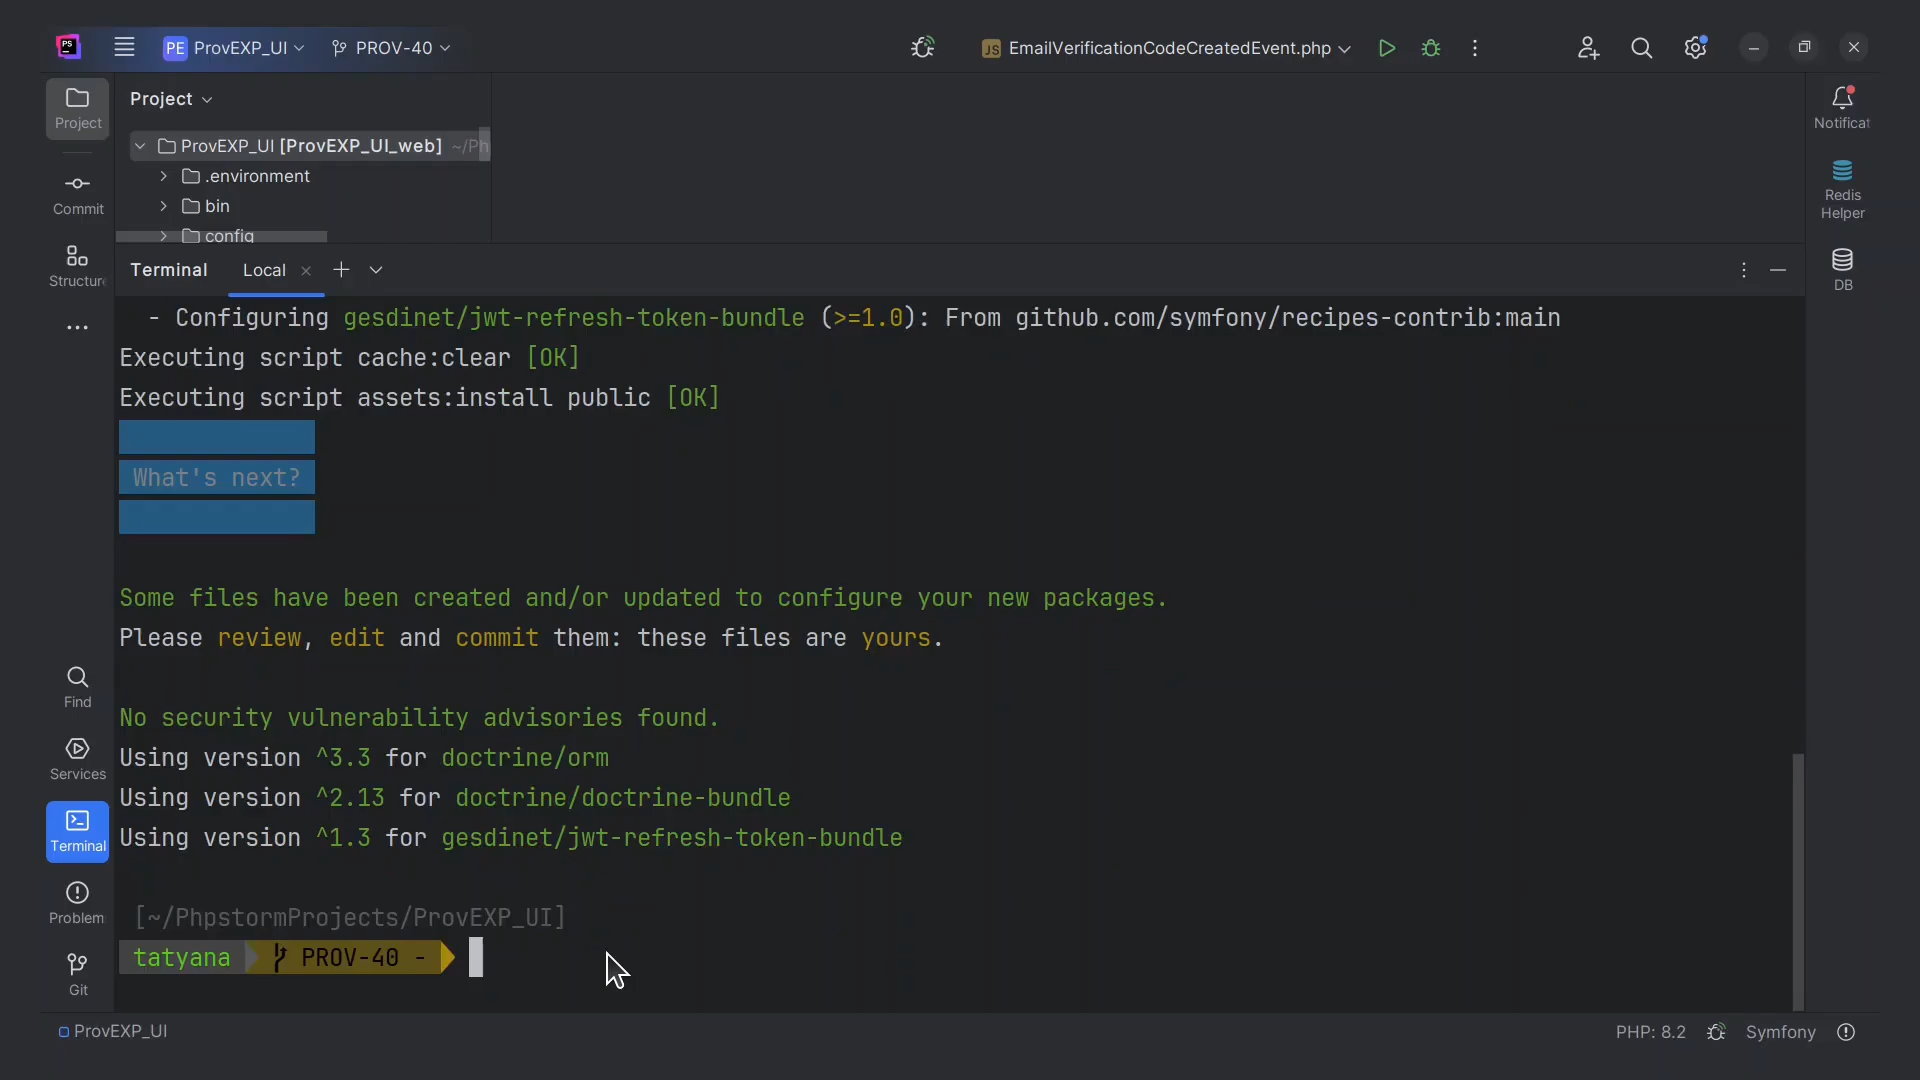 PS
PE ProvEXP_UI
PROV-40
JS EmailVerificationCodeCreatedEvent.php
Project
Commit
Structure
Project
ProvEXP_UI [ProvEXP_UI_web] ~/Ph
.environment
bin
config
Notificat
Redis
Helper
DB
Terminal
Local
- Configuring gesdinet/jwt-refresh-token-bundle (>=1.0): From github.com/symfony/recipes-contrib:main
Executing script cache:clear [OK]
Executing script assets:install public [OK]
What's next?
Some files have been created and/or updated to configure your new packages.
Please review, edit and commit them: these files are yours.
No security vulnerability advisories found.
Using version ^3.3 for doctrine/orm
Using version ^2.13 for doctrine/doctrine-bundle
Using version ^1.3 for gesdinet/jwt-refresh-token-bundle
[~/PhpstormProjects/ProvEXP_UI]
tatyana PROV-40 -
Find
Services
Terminal
Problem
Git
ProvEXP_UI
PHP: 8.2
Symfony